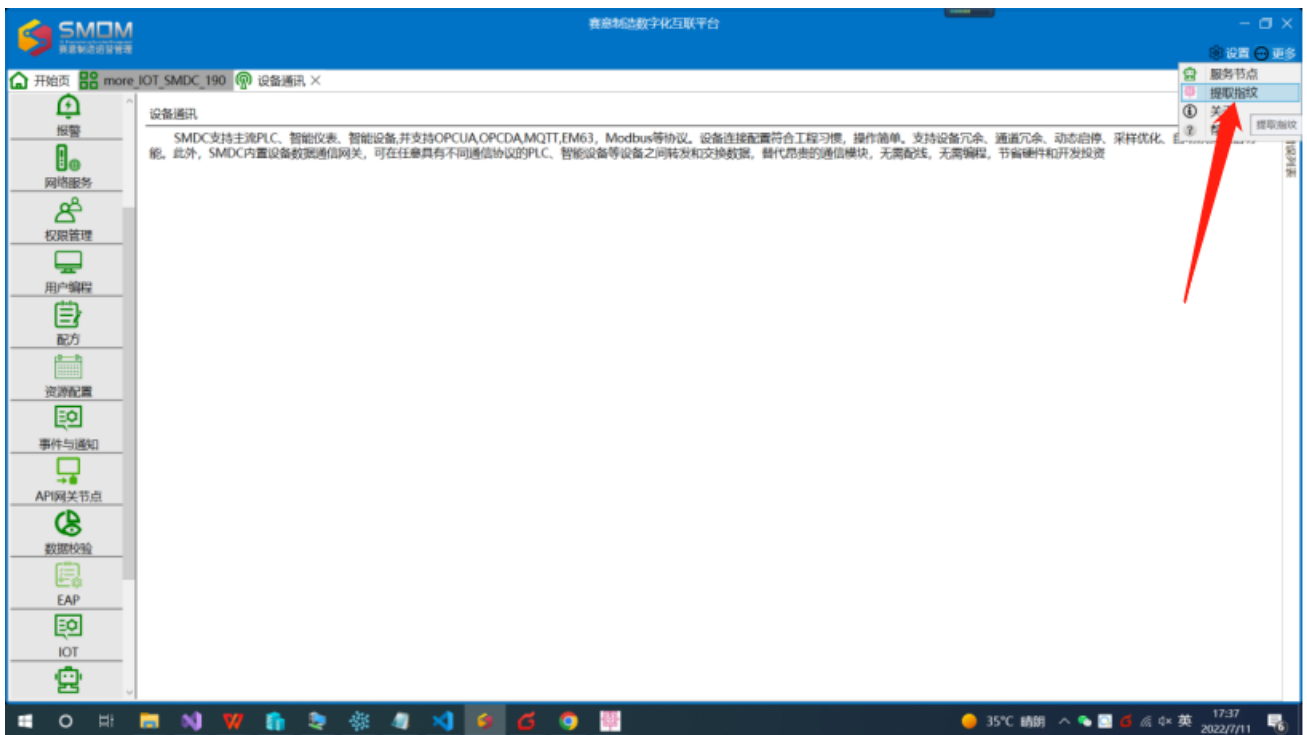 赛意制造数字化互联平台
SMOM
赛意制造运营管理
设置 更多
开始页 more_IOT_SMDC_190 设备通讯
服务节点
提取指纹
提取指纹
设备通讯
SMDC支持主流PLC、智能仪表、智能设备,并支持OPCUA,OPCDA,MQTT,EM63, Modbus等协议。设备连接配置符合工程习惯,操作简单。支持设备冗余、通道冗余、动态启停、采样优化、
能。此外,SMDC内置设备数据通信网关,可在任意具有不同通信协议的PLC、智能设备等设备之间转发和交换数据,替代昂贵的通信模块,无需配线,无需编程,节省硬件和开发投资
报警
网络服务
权限管理
用户编程
配方
资源配置
事件与通知
API网关节点
数据校验
EAP
IOT
35°C 晴朗
英
17:37
2022/7/11